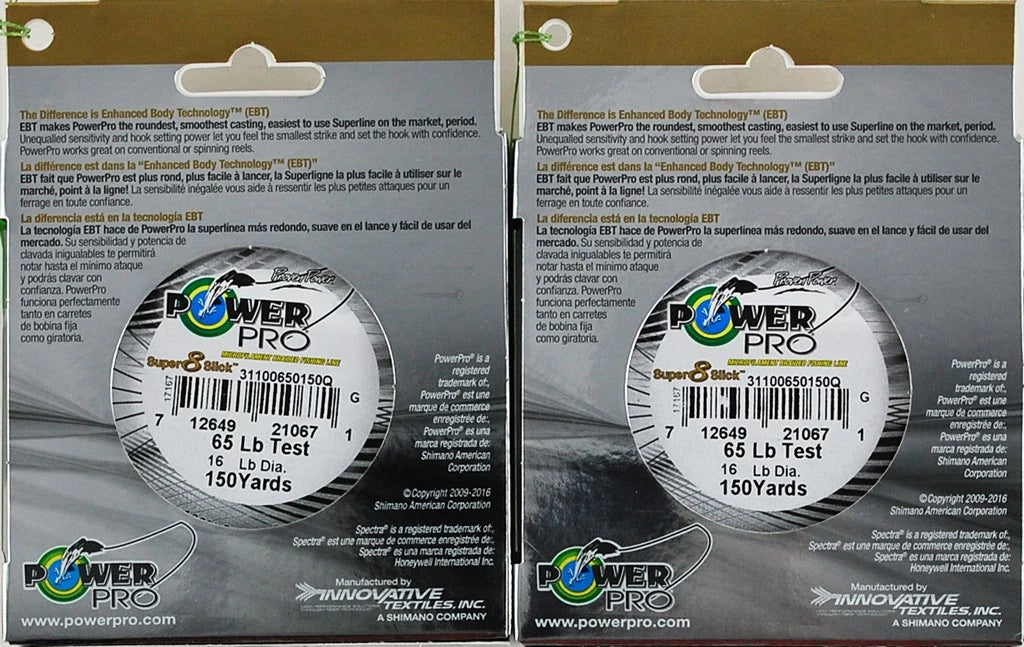 The Difference is Enhanced Body Technology™ (EBT)
EBT makes PowerPro the roundest, smoothest casting, easiest to use Superline on the market, period.
Unequalled sensitivity and hook setting power let you feel the smallest strike and set the hook with confidence.
PowerPro works great on conventional or spinning reels.
La différence est dans la “Enhanced Body Technology™ (EBT)”
EBT fait que PowerPro est plus rond, plus facile à lancer, la Superligne la plus facile à utiliser sur le
marché, point à la ligne! La sensibilité inégalée vous aide à ressentir les plus petites attaques pour un
ferrage en toute confiance.
La diferencia está en la tecnología EBT
La tecnología EBT hace de PowerPro la superlínea más redondo, suave en el lance y fácil de usar del
mercado. Su sensibilidad y potencia de
clavada inigualables te permitirá
notar hasta el mínimo ataque
y podrás clavar con
confianza. PowerPro
funciona perfectamente
tanto en carretes
de bobina fija
como giratoria.
POWER
PRO
MICROFILAMENT BRAIDED FISHING LINE
Super 8 Slick™
31100650150Q
17167
G
7 12649 21067 1
65 Lb Test
16 Lb Dia.
150Yards
PowerPro® is a
registered
trademark of:,
PowerPro® est une
marque de commerce
enregistrée de:,
PowerPro® es una
marca registrada de:
Shimano American
Corporation
©Copyright 2009-2016
Shimano American Corporation
Spectra® is a registered trademark of:,
Spectra® est une marque de commerce enregistrée de:,
Spectra® es una marca registrada de:
Honeywell International Inc.
POWER
PRO
www.powerpro.com
Manufactured by
INNOVATIVE
TEXTILES, INC.
A SHIMANO COMPANY
The Difference is Enhanced Body Technology™ (EBT)
EBT makes PowerPro the roundest, smoothest casting, easiest to use Superline on the market, period.
Unequalled sensitivity and hook setting power let you feel the smallest strike and set the hook with confidence.
PowerPro works great on conventional or spinning reels.
La différence est dans la “Enhanced Body Technology™ (EBT)”
EBT fait que PowerPro est plus rond, plus facile à lancer, la Superligne la plus facile à utiliser sur le
marché, point à la ligne! La sensibilité inégalée vous aide à ressentir les plus petites attaques pour un
ferrage en toute confiance.
La diferencia está en la tecnología EBT
La tecnología EBT hace de PowerPro la superlínea más redondo, suave en el lance y fácil de usar del
mercado. Su sensibilidad y potencia de
clavada inigualables te permitirá
notar hasta el mínimo ataque
y podrás clavar con
confianza. PowerPro
funciona perfectamente
tanto en carretes
de bobina fija
como giratoria.
POWER
PRO
MICROFILAMENT BRAIDED FISHING LINE
Super 8 Slick™
31100650150Q
17167
G
7 12649 21067 1
65 Lb Test
16 Lb Dia.
150Yards
PowerPro® is a
registered
trademark of:,
PowerPro® est une
marque de commerce
enregistrée de:,
PowerPro® es una
marca registrada de:
Shimano American
Corporation
©Copyright 2009-2016
Shimano American Corporation
Spectra® is a registered trademark of:,
Spectra® est une marque de commerce enregistrée de:,
Spectra® es una marca registrada de:
Honeywell International Inc.
POWER
PRO
www.powerpro.com
Manufactured by
INNOVATIVE
TEXTILES, INC.
A SHIMANO COMPANY